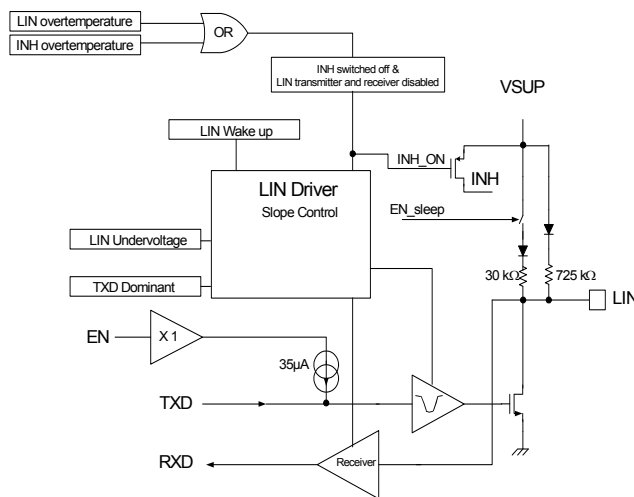 LIN overtemperature
INH overtemperature
OR
INH switched off &
LIN transmitter and receiver disabled
VSUP
LIN Wake up
INH_ON
INH
LIN Driver
Slope Control
EN_sleep
LIN Undervoltage
TXD Dominant
30 kΩ
725 kΩ
LIN
EN
X 1
35µA
TXD
RXD
Receiver